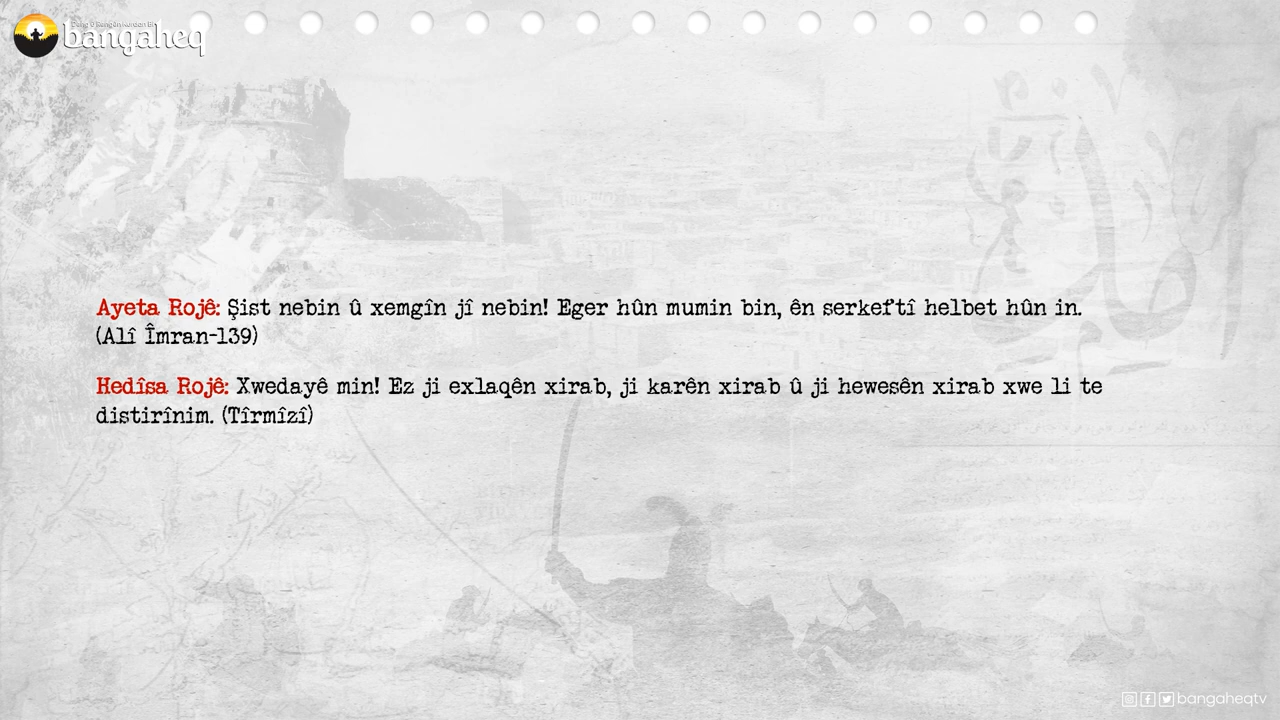 bangaheq
Ayeta Rojê: Şist nebin û xemgîn jî nebin! Eger hûn mumin bin, ên serkeftî helbet hûn in.
(Alî Îmran-139)
Hedîsa Rojê: Xwedayê min! Ez ji exlaqên xirab, ji karên xirab û ji hewesên xirab xwe li te
distirînim. (Tîrmîzî)
bangaheqtv